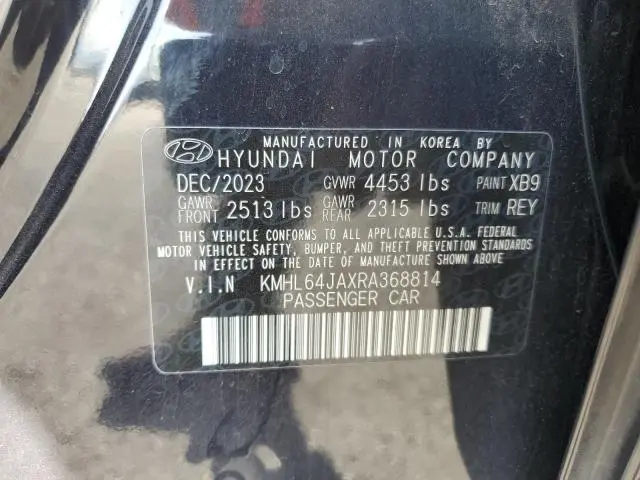 MANUFACTURED IN KOREA BY
HYUNDAI MOTOR COMPANY
DEC/2023 GVWR 4453 lbs PAINT XB9
GAWR FRONT 2513 lbs GAWR REAR 2315 lbs TRIM REY
THIS VEHICLE CONFORMS TO ALL APPLICABLE U.S.A. FEDERAL
MOTOR VEHICLE SAFETY, BUMPER, AND THEFT PREVENTION STANDARDS
IN EFFECT ON THE DATE OF MANUFACTURE SHOWN ABOVE
V.I.N KMHL64JAXRA368814
PASSENGER CAR